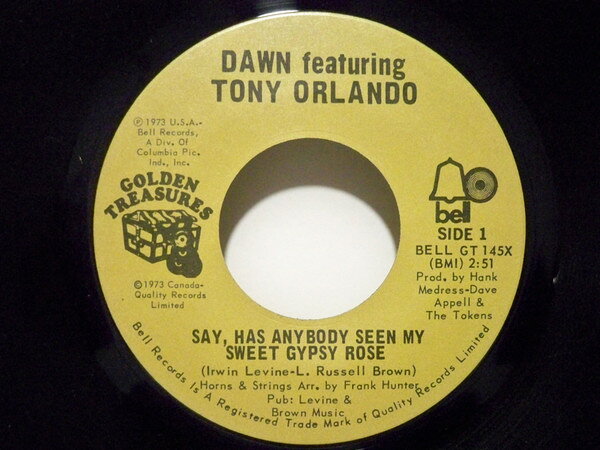 DAWN featuring
TONY ORLANDO
℗1973 U.S.A.-
Bell Records,
A Div. Of
Columbia Pic.
Ind., Inc.
GOLDEN
TREASURES
©1973 Canada-
Quality Records
Limited
bell
SIDE 1
BELL GT 145X
(BMI) 2:51
Prod. by Hank
Medress-Dave
Appell &
The Tokens
SAY, HAS ANYBODY SEEN MY
SWEET GYPSY ROSE
(Irwin Levine-L. Russell Brown)
Horns & Strings Arr. by Frank Hunter
Pub: Levine &
Brown Music
Bell Records Is A Registered Trade Mark of Quality Records Limited